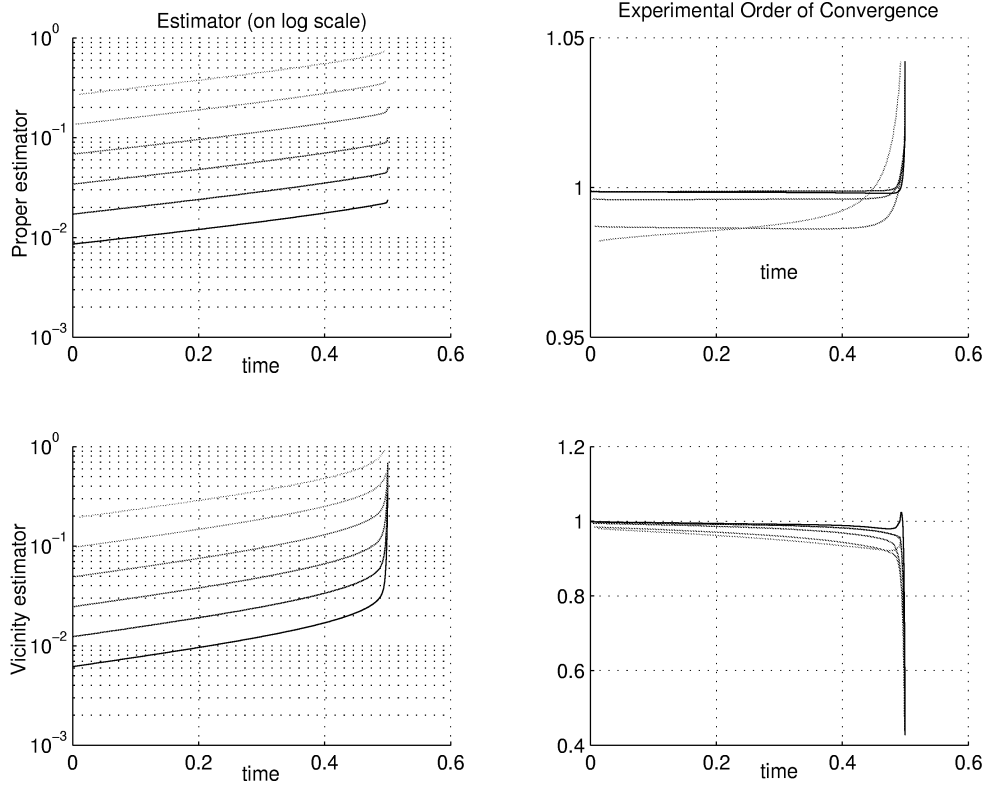 Estimator (on log scale)
Proper estimator
10^0
10^-1
10^-2
10^-3
0 0.2 0.4 0.6
time
Experimental Order of Convergence
1.05
1
0.95
time
0 0.2 0.4 0.6
Vicinity estimator
10^0
10^-1
10^-2
10^-3
0 0.2 0.4 0.6
time
1.2
1
0.8
0.6
0.4
0 0.2 0.4 0.6
time